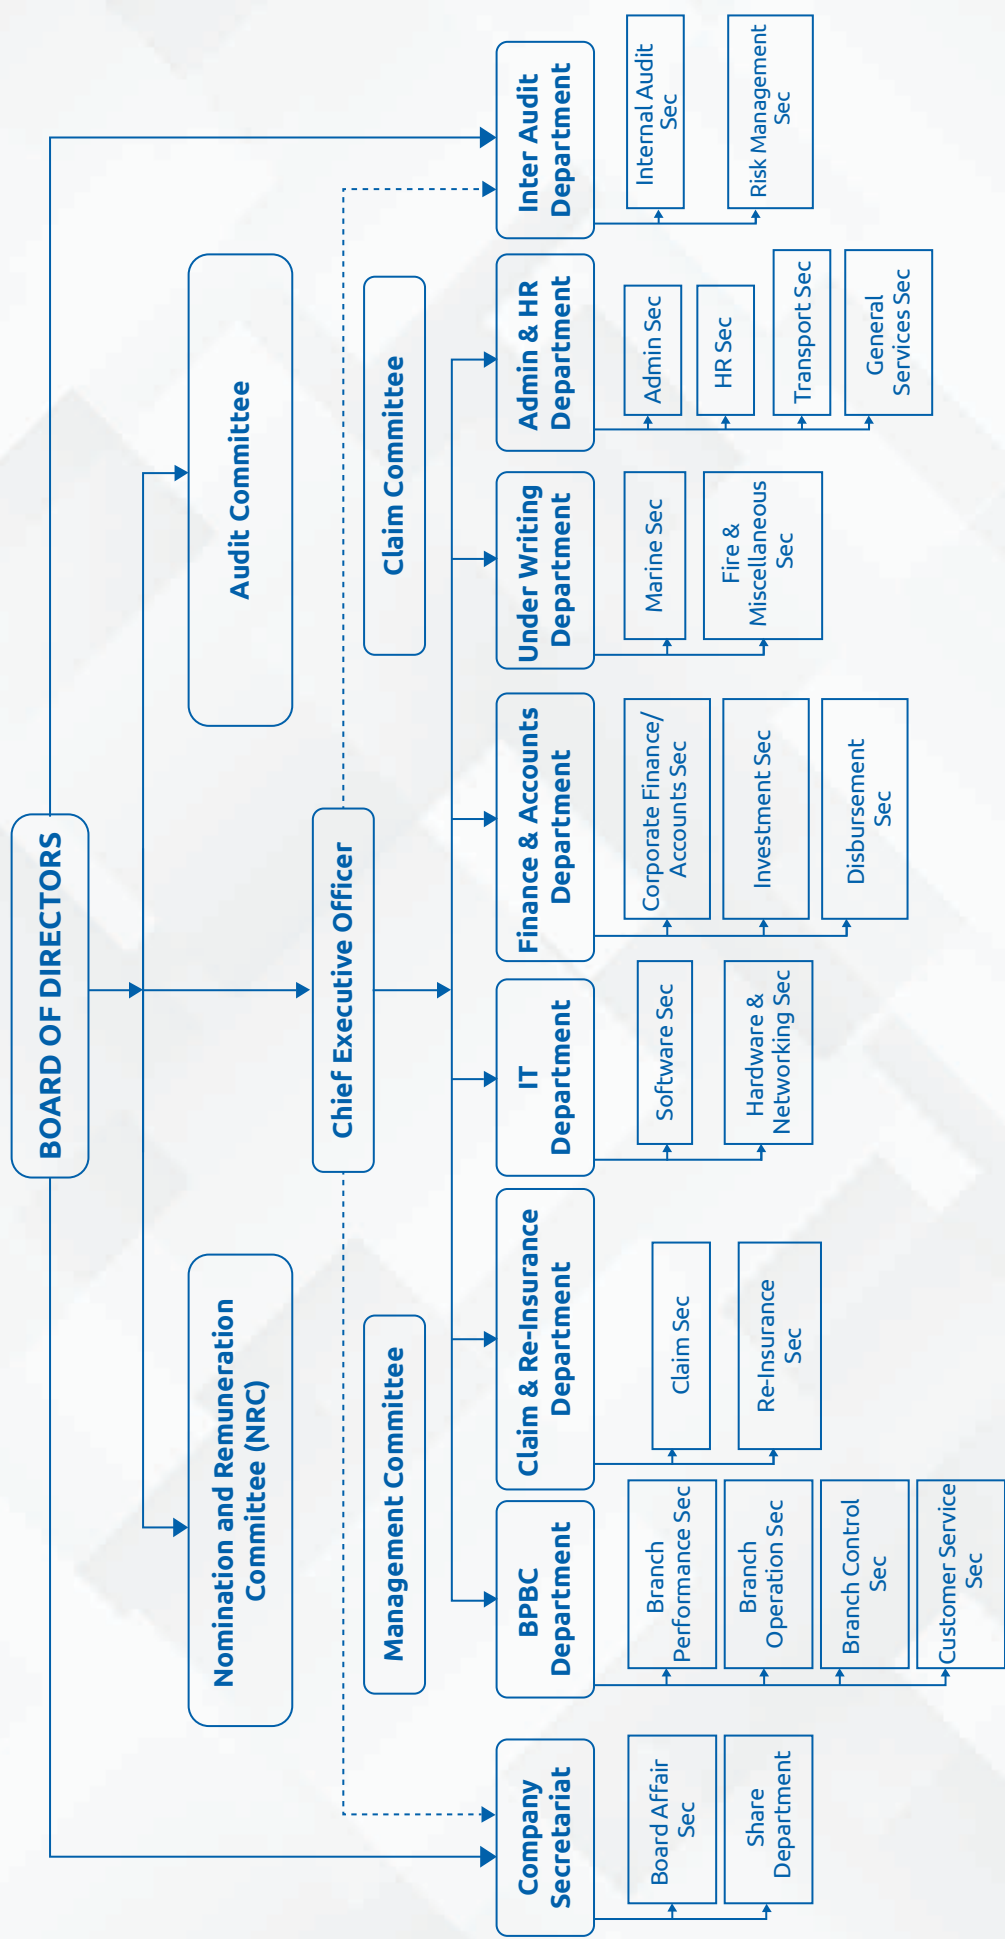 BOARD OF DIRECTORS
Nomination and Remuneration
Committee (NRC)
Audit Committee
Chief Executive Officer
Management Committee
Claim Committee
Company
Secretariat
Board Affair
Sec
Share
Department
BPBC
Department
Branch
Performance Sec
Branch
Operation Sec
Branch Control
Sec
Customer Service
Sec
Claim & Re-Insurance
Department
Claim Sec
Re-Insurance
Sec
IT
Department
Software Sec
Hardware &
Networking Sec
Finance & Accounts
Department
Corporate Finance/
Accounts Sec
Investment Sec
Disbursement
Sec
Under Writing
Department
Marine Sec
Fire &
Miscellaneous
Sec
Admin & HR
Department
Admin Sec
HR Sec
Transport Sec
General
Services Sec
Inter Audit
Department
Internal Audit
Sec
Risk Management
Sec